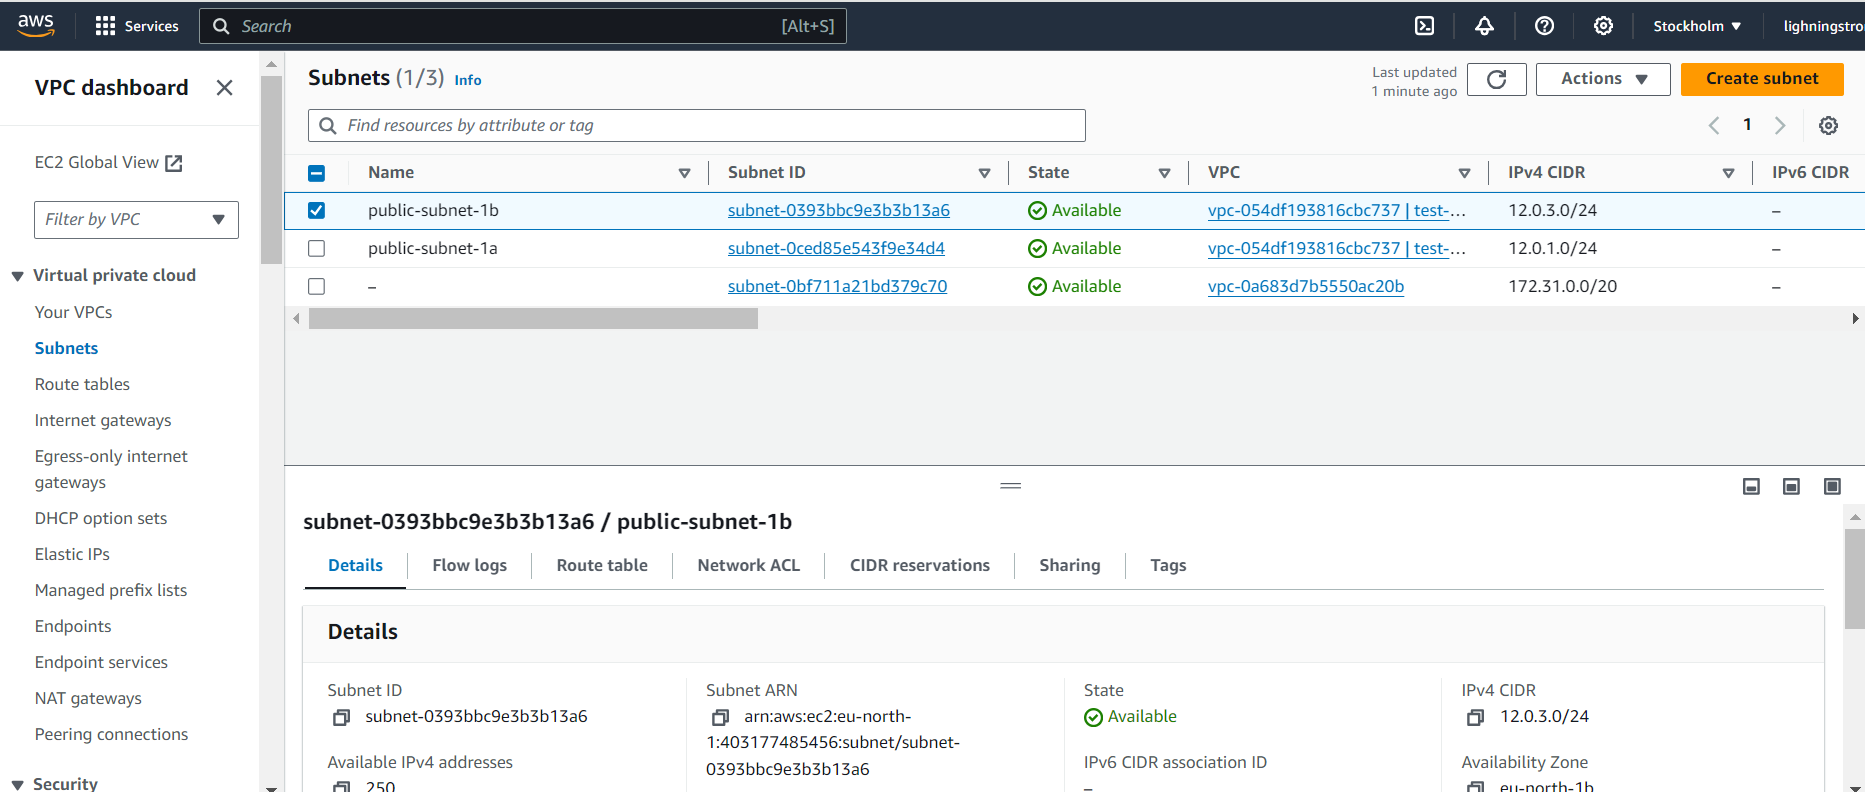 aws
Services
Search [Alt+S]
Stockholm
lighningstro
VPC dashboard
EC2 Global View
Filter by VPC
Virtual private cloud
Your VPCs
Subnets
Route tables
Internet gateways
Egress-only internet
gateways
DHCP option sets
Elastic IPs
Managed prefix lists
Endpoints
Endpoint services
NAT gateways
Peering connections
Security
Subnets (1/3) Info
Last updated
1 minute ago
Actions
Create subnet
Find resources by attribute or tag
1
Name Subnet ID State VPC IPv4 CIDR IPv6 CIDR
public-subnet-1b subnet-0393bbc9e3b3b13a6 Available vpc-054df193816cbc737 | test-... 12.0.3.0/24 –
public-subnet-1a subnet-0ced85e543f9e34d4 Available vpc-054df193816cbc737 | test-... 12.0.1.0/24 –
– subnet-0bf711a21bd379c70 Available vpc-0a683d7b5550ac20b 172.31.0.0/20 –
subnet-0393bbc9e3b3b13a6 / public-subnet-1b
Details Flow logs Route table Network ACL CIDR reservations Sharing Tags
Details
Subnet ID
subnet-0393bbc9e3b3b13a6
Available IPv4 addresses
250
Subnet ARN
arn:aws:ec2:eu-north-
1:403177485456:subnet/subnet-
0393bbc9e3b3b13a6
State
Available
IPv6 CIDR association ID
–
IPv4 CIDR
12.0.3.0/24
Availability Zone
eu-north-1b